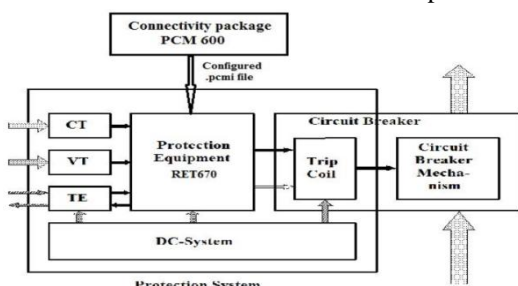 Connectivity package
PCM 600
Configured
.pcmi file
Circuit Breaker
CT
VT
TE
Protection
Equipment
RET670
Trip
Coil
Circuit
Breaker
Mecha-
nism
DC-System
Protection System